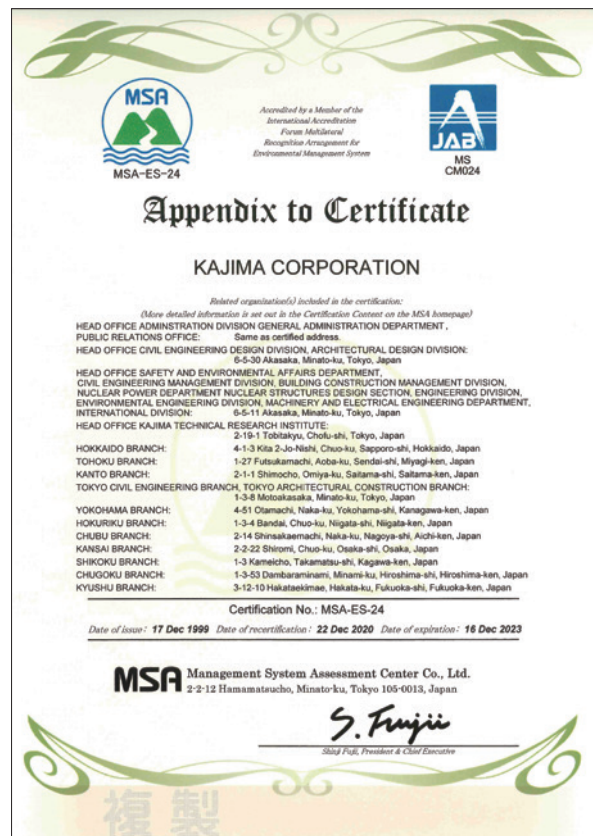 MSA
MSA-ES-24
Accredited by a Member of the
International Accreditation
Forum Multilateral
Recognition Arrangement for
Environmental Management System
JAB
MS
CM024
Appendix to Certificate
KAJIMA CORPORATION
Related organization(s) included in the certification:
(More detailed information is set out in the Certification Content on the MSA homepage)
HEAD OFFICE ADMINSTRATION DIVISION GENERAL ADMINISTRATION DEPARTMENT,
PUBLIC RELATIONS OFFICE: Same as certified address.
HEAD OFFICE CIVIL ENGINEERING DESIGN DIVISION, ARCHITECTURAL DESIGN DIVISION:
6-5-30 Akasaka, Minato-ku, Tokyo, Japan
HEAD OFFICE SAFETY AND ENVIRONMENTAL AFFAIRS DEPARTMENT,
CIVIL ENGINEERING MANAGEMENT DIVISION, BUILDING CONSTRUCTION MANAGEMENT DIVISION,
NUCLEAR POWER DEPARTMENT NUCLEAR STRUCTURES DESIGN SECTION, ENGINEERING DIVISION,
ENVIRONMENTAL ENGINEERING DIVISION, MACHINERY AND ELECTRICAL ENGINEERING DEPARTMENT,
INTERNATIONAL DIVISION: 6-5-11 Akasaka, Minato-ku, Tokyo, Japan
HEAD OFFICE KAJIMA TECHNICAL RESEARCH INSTITUTE:
2-19-1 Tobitakyu, Chofu-shi, Tokyo, Japan
HOKKAIDO BRANCH: 4-1-3 Kita 2-Jo-Nishi, Chuo-ku, Sapporo-shi, Hokkaido, Japan
TOHOKU BRANCH: 1-27 Futsukamachi, Aoba-ku, Sendai-shi, Miyagi-ken, Japan
KANTO BRANCH: 2-1-1 Shimocho, Omiya-ku, Saitama-shi, Saitama-ken, Japan
TOKYO CIVIL ENGINEERING BRANCH, TOKYO ARCHITECTURAL CONSTRUCTION BRANCH:
1-3-8 Motoakasaka, Minato-ku, Tokyo, Japan
YOKOHAMA BRANCH: 4-51 Otamachi, Naka-ku, Yokohama-shi, Kanagawa-ken, Japan
HOKURIKU BRANCH: 1-3-4 Bandai, Chuo-ku, Niigata-shi, Niigata-ken, Japan
CHUBU BRANCH: 2-14 Shinsakaemachi, Naka-ku, Nagoya-shi, Aichi-ken, Japan
KANSAI BRANCH: 2-2-22 Shiromi, Chuo-ku, Osaka-shi, Osaka, Japan
SHIKOKU BRANCH: 1-3 Kameicho, Takamatsu-shi, Kagawa-ken, Japan
CHUGOKU BRANCH: 1-3-53 Dambaraminami, Minami-ku, Hiroshima-shi, Hiroshima-ken, Japan
KYUSHU BRANCH: 3-12-10 Hakataekimae, Hakata-ku, Fukuoka-shi, Fukuoka-ken, Japan
Certification No.: MSA-ES-24
Date of issue: 17 Dec 1999 Date of recertification: 22 Dec 2020 Date of expiration: 16 Dec 2023
MSA Management System Assessment Center Co., Ltd.
2-2-12 Hamamatsucho, Minato-ku, Tokyo 105-0013, Japan
S. Fujii
Shinji Fujii, President & Chief Executive
複製